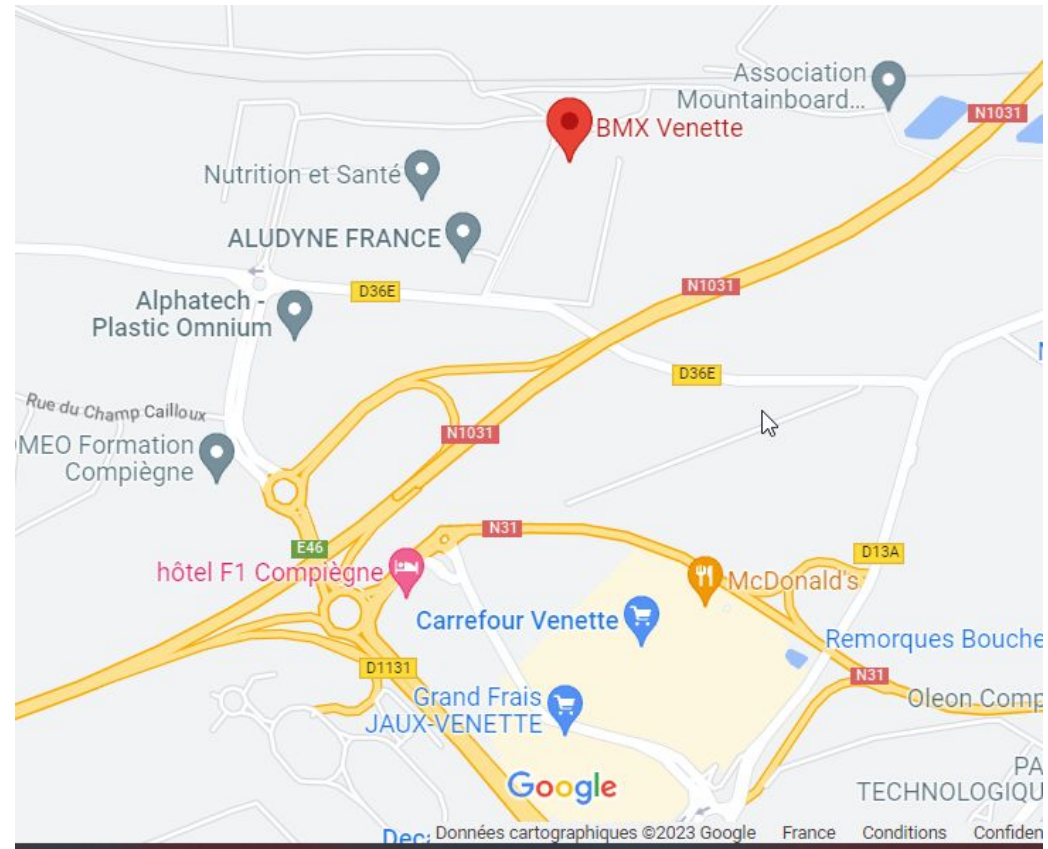 Association
Mountainboard...
N1031
BMX Venette
Nutrition et Santé
ALUDYNE FRANCE
N1031
D36E
Alphatech -
Plastic Omnium
D36E
Rue du Champ Cailloux
N1031
MEO Formation
Compiègne
N31
E46
D13A
hôtel F1 Compiègne
McDonald's
Carrefour Venette
Remorques Bouche
D1131
N31
Grand Frais
JAUX-VENETTE
Oleon Comp
PA
TECHNOLOGIQU
Google
Deca
Données cartographiques ©2023 Google France Conditions Confiden